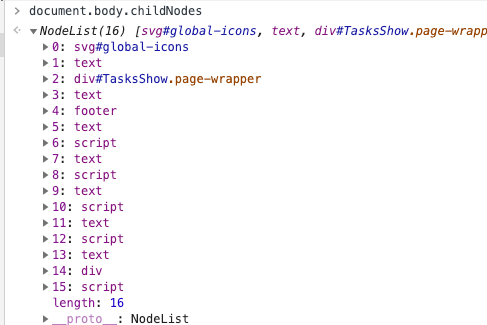 document.body.childNodes
NodeList(16) [svg#global-icons, text, div#TasksShow.page-wrapp
0: svg#global-icons
1: text
2: div#TasksShow.page-wrapper
3: text
4: footer
5: text
6: script
7: text
8: script
9: text
10: script
11: text
12: script
13: text
14: div
15: script
length: 16
__proto__: NodeList